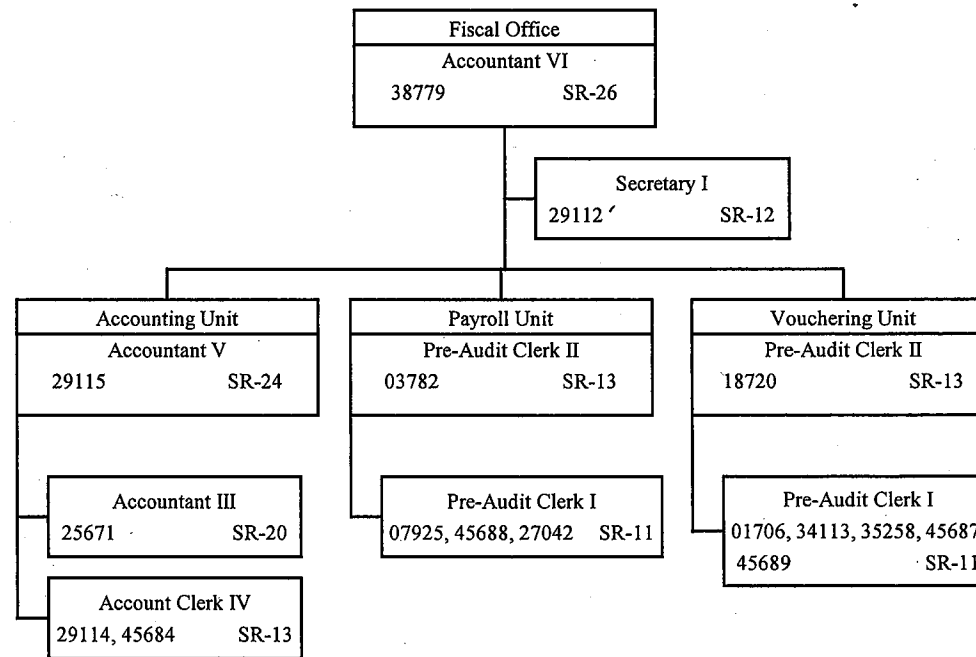 Fiscal Office
Accountant VI
38779 SR-26
Secretary I
29112 SR-12
Accounting Unit
Accountant V
29115 SR-24
Payroll Unit
Pre-Audit Clerk II
03782 SR-13
Vouchering Unit
Pre-Audit Clerk II
18720 SR-13
Accountant III
25671 SR-20
Account Clerk IV
29114, 45684 SR-13
Pre-Audit Clerk I
07925, 45688, 27042 SR-11
Pre-Audit Clerk I
01706, 34113, 35258, 45687
45689 SR-11